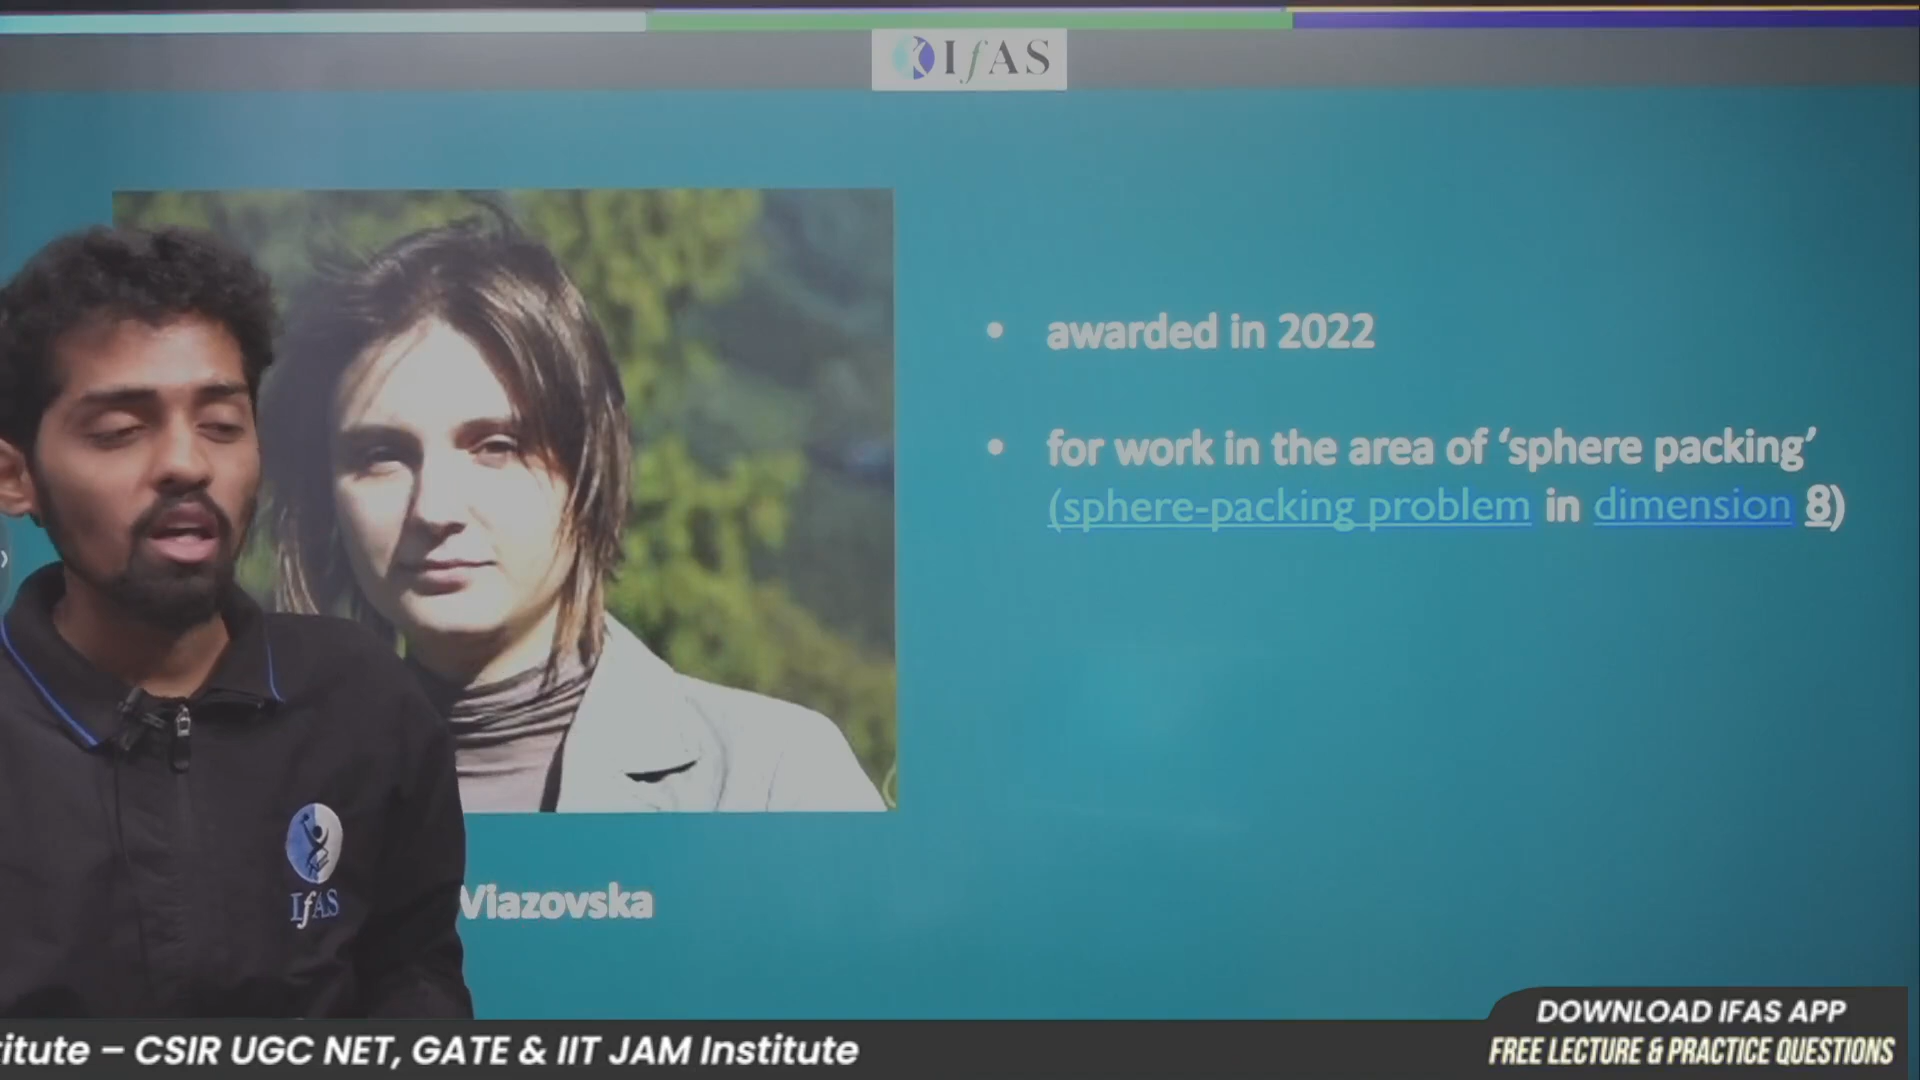 IfAS
• awarded in 2022
• for work in the area of ‘sphere packing’
(sphere-packing problem in dimension 8)
IfAS
Viazovska
DOWNLOAD IFAS APP
titute – CSIR UGC NET, GATE & IIT JAM Institute
FREE LECTURE & PRACTICE QUESTIONS